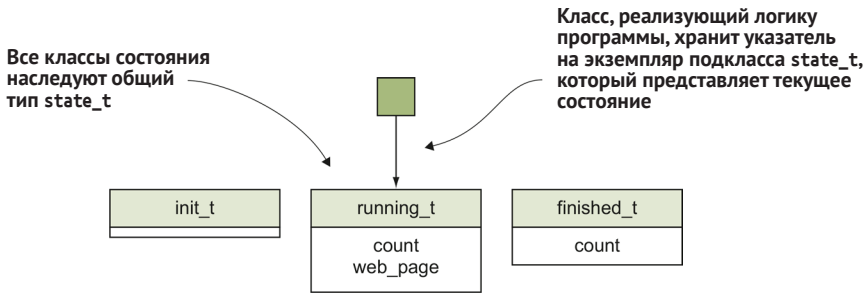 Все классы состояния
наследуют общий
тип state_t
Класс, реализующий логику
программы, хранит указатель
на экземпляр подкласса state_t,
который представляет текущее
состояние
init_t
running_t
count
web_page
finished_t
count